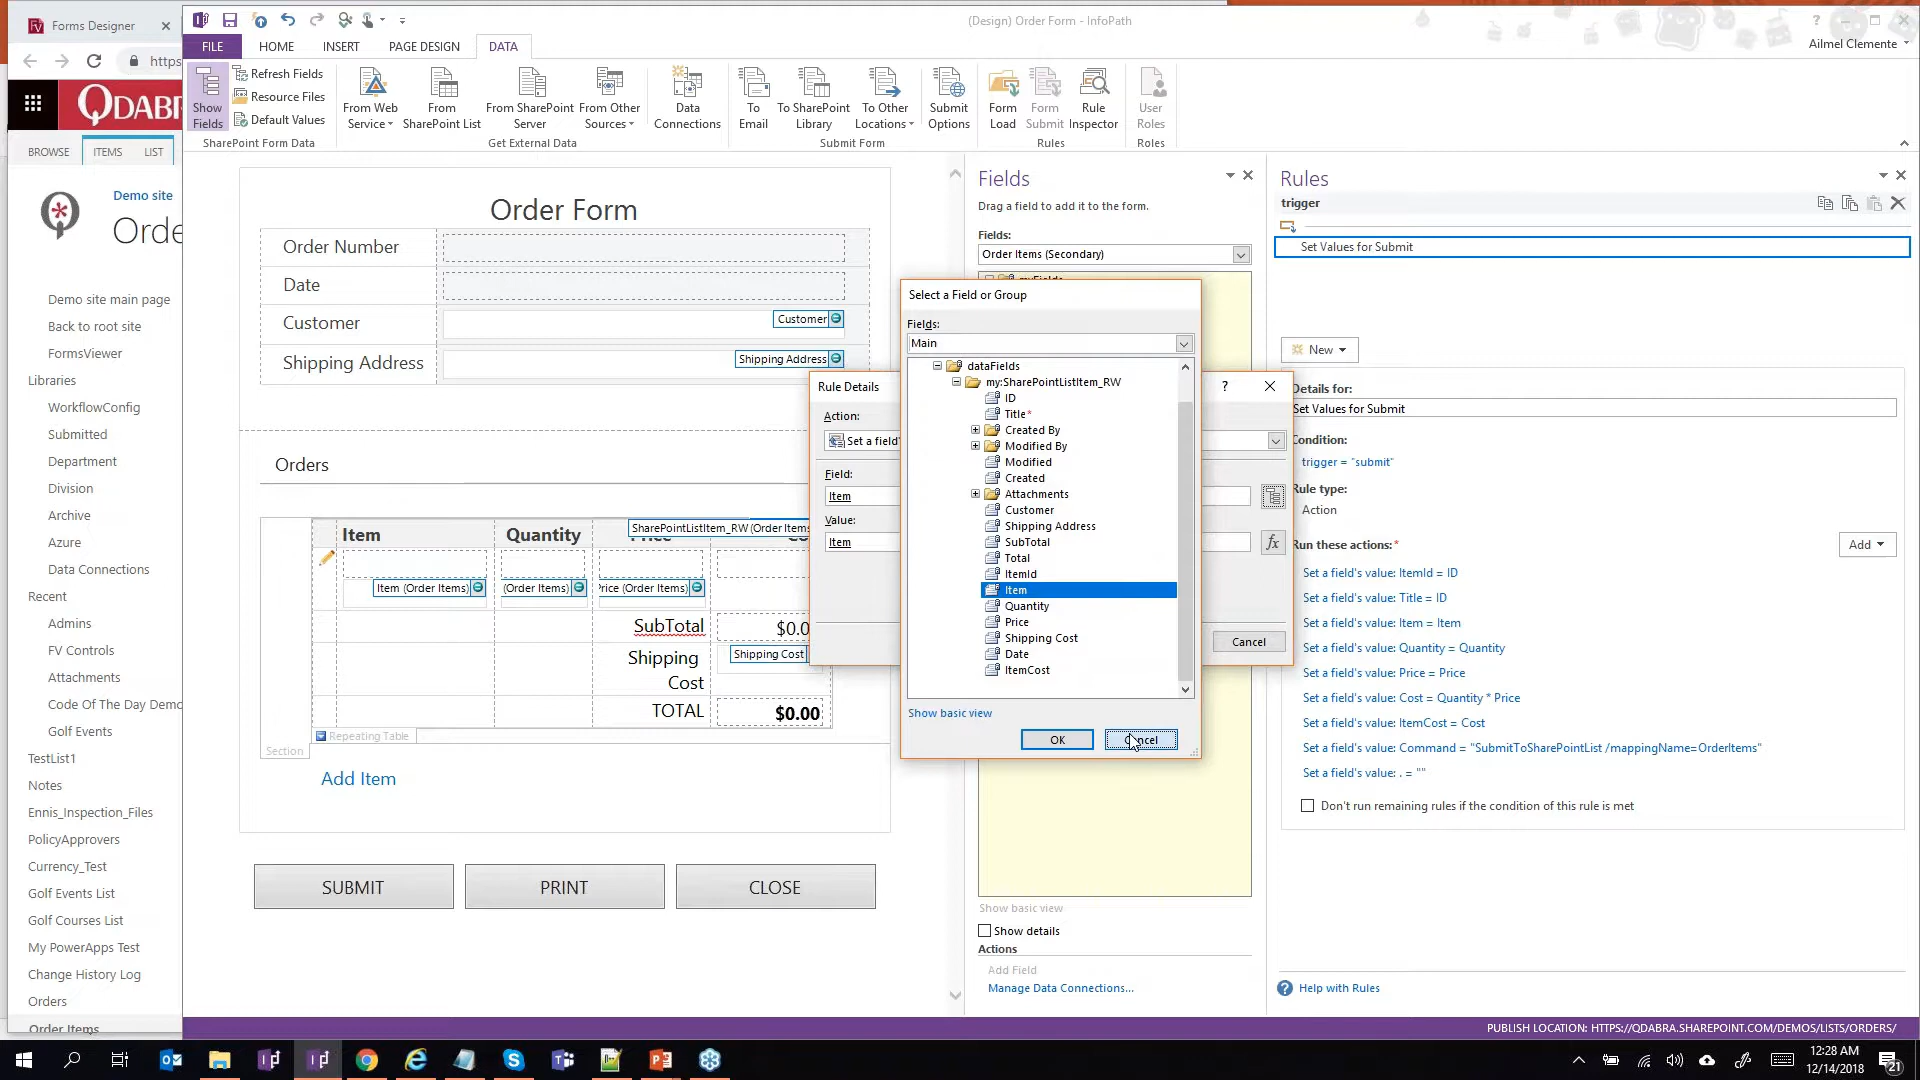 Forms Designer
(Design) Order Form - InfoPath
FILE
HOME
INSERT
PAGE DESIGN
DATA
Ailmel Clemente
https
Show
Fields
Refresh Fields
Resource Files
Default Values
SharePoint Form Data
From Web
Service
From
SharePoint List
From SharePoint
Server
From Other
Sources
Data
Connections
Get External Data
To
Email
To SharePoint
Library
To Other
Locations
Submit
Options
Submit Form
Form
Load
Form
Submit
Rule
Inspector
Rules
User
Roles
Roles
QDABR
BROWSE
ITEMS
LIST
Demo site
Orde
Demo site main page
Back to root site
FormsViewer
Libraries
WorkflowConfig
Submitted
Department
Division
Archive
Azure
Data Connections
Recent
Admins
FV Controls
Attachments
Code Of The Day Demo
Golf Events
TestList1
Notes
Ennis_Inspection_Files
PolicyApprovers
Currency_Test
Golf Events List
Golf Courses List
My PowerApps Test
Change History Log
Orders
Order Items
Order Form
Order Number
Date
Customer
Customer
Shipping Address
Shipping Address
Orders
SharePointListItem_RW (Order Items
Item
Quantity
Item (Order Items)
(Order Items)
rice (Order Items)
SubTotal
$0.0
Shipping
Cost
Shipping Cost
TOTAL
$0.00
Section
Repeating Table
Add Item
SUBMIT
PRINT
CLOSE
Fields
Drag a field to add it to the form.
Fields:
Order Items (Secondary)
Show basic view
Show details
Actions
Add Field
Manage Data Connections...
Rule Details
?
Action:
Set a field'
Field:
Item
Value:
Item
fx
Cancel
Select a Field or Group
Fields:
Main
dataFields
my:SharePointListItem_RW
ID
Title*
Created By
Modified By
Modified
Created
Attachments
Customer
Shipping Address
SubTotal
Total
ItemId
Item
Quantity
Price
Shipping Cost
Date
ItemCost
Show basic view
OK
Cancel
Rules
trigger
Set Values for Submit
New
Details for:
Set Values for Submit
Condition:
trigger = "submit"
Rule type:
Action
Run these actions:*
Add
Set a field's value: ItemId = ID
Set a field's value: Title = ID
Set a field's value: Item = Item
Set a field's value: Quantity = Quantity
Set a field's value: Price = Price
Set a field's value: Cost = Quantity * Price
Set a field's value: ItemCost = Cost
Set a field's value: Command = "SubmitToSharePointList /mappingName=OrderItems"
Set a field's value: . = ""
Don't run remaining rules if the condition of this rule is met
Help with Rules
PUBLISH LOCATION: HTTPS://QDABRA.SHAREPOINT.COM/DEMOS/LISTS/ORDERS/
12:28 AM
12/14/2018
21